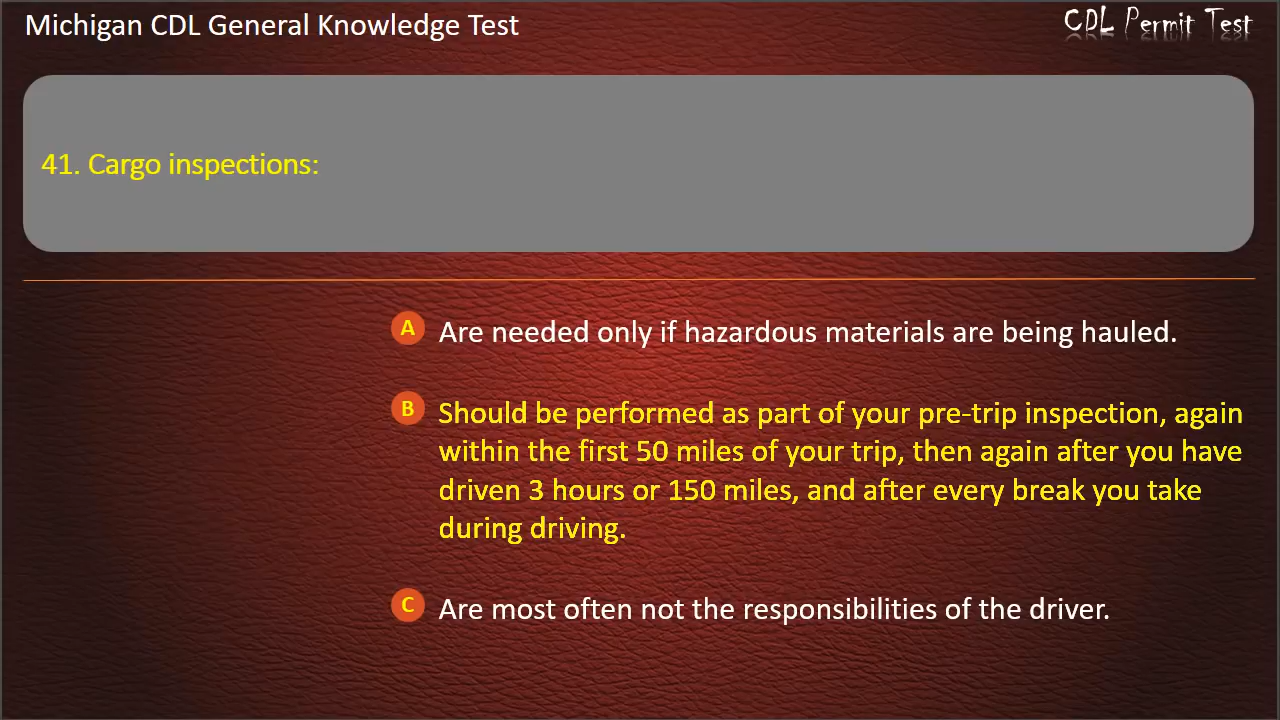 Michigan CDL General Knowledge Test
CDL Permit Test
41. Cargo inspections:
A Are needed only if hazardous materials are being hauled.
B Should be performed as part of your pre-trip inspection, again
within the first 50 miles of your trip, then again after you have
driven 3 hours or 150 miles, and after every break you take
during driving.
C Are most often not the responsibilities of the driver.